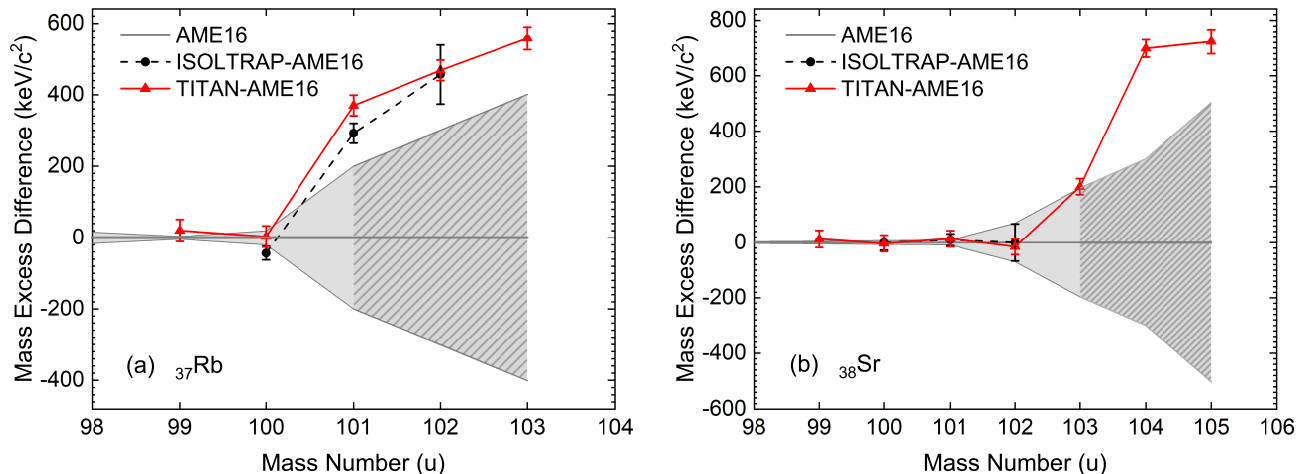 Mass Excess Difference (keV/c²)
600
400
200
0
-200
-400
AME16
ISOLTRAP-AME16
TITAN-AME16
(a) ₃₇Rb
98 99 100 101 102 103 104
Mass Number (u)
Mass Excess Difference (keV/c²)
800
600
400
200
0
-200
-400
-600
AME16
ISOLTRAP-AME16
TITAN-AME16
(b) ₃₈Sr
98 99 100 101 102 103 104 105 106
Mass Number (u)